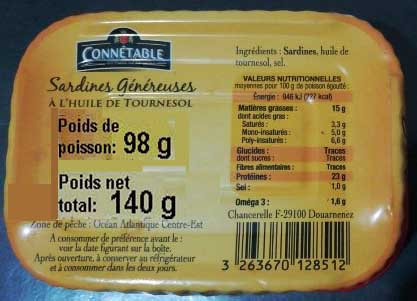 CONNÉTABLE
Sardines Généreuses
À L'HUILE DE TOURNESOL
Poids de
poisson: 98 g
Poids net
total: 140 g
Zone de pêche : Océan Atlantique Centre-Est
A consommer de préférence avant le :
voir la date figurant sur la boîte.
Après ouverture, à conserver au réfrigérateur
et à consommer dans les deux jours.
Ingrédients : Sardines, huile de
tournesol, sel.
VALEURS NUTRITIONNELLES
moyennes pour 100 g de poisson égoutté :
Énergie : 946 kJ (227 kcal)
Matières grasses : 15 g
dont acides gras :
Saturés : 3,3 g
Mono-insaturés : 5,0 g
Poly-insaturés : 6,6 g
Glucides : Traces
dont sucres : Traces
Fibres alimentaires : Traces
Protéines : 23 g
Sel : 1,0 g
Oméga 3 : 1,6 g
Chancerelle F-29100 Douarnenez
3 263670 128512